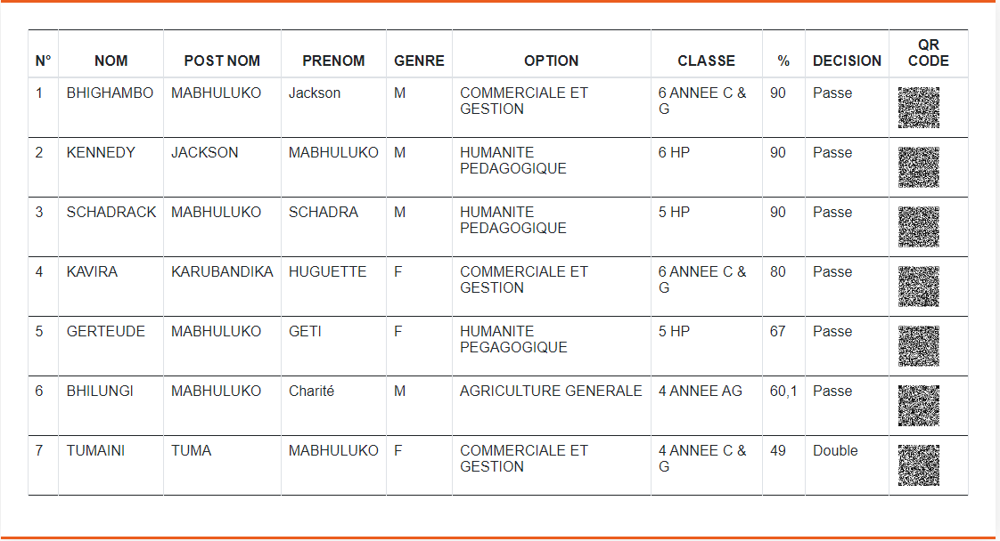 N° NOM POST NOM PRENOM GENRE OPTION CLASSE % DECISION QR CODE
1 BHIGHAMBO MABHULUKO Jackson M COMMERCIALE ET 6 ANNEE C & 90 Passe
GESTION G
2 KENNEDY JACKSON MABHULUKO M HUMANITE 6 HP 90 Passe
PEDAGOGIQUE
3 SCHADRACK MABHULUKO SCHADRA M HUMANITE 5 HP 90 Passe
PEDAGOGIQUE
4 KAVIRA KARUBANDIKA HUGUETTE F COMMERCIALE ET 6 ANNEE C & 80 Passe
GESTION G
5 GERTEUDE MABHULUKO GETI F HUMANITE 5 HP 67 Passe
PEGAGOGIQUE
6 BHILUNGI MABHULUKO Charité M AGRICULTURE GENERALE 4 ANNEE AG 60,1 Passe
7 TUMAINI TUMA MABHULUKO F COMMERCIALE ET 4 ANNEE C & 49 Double
GESTION G